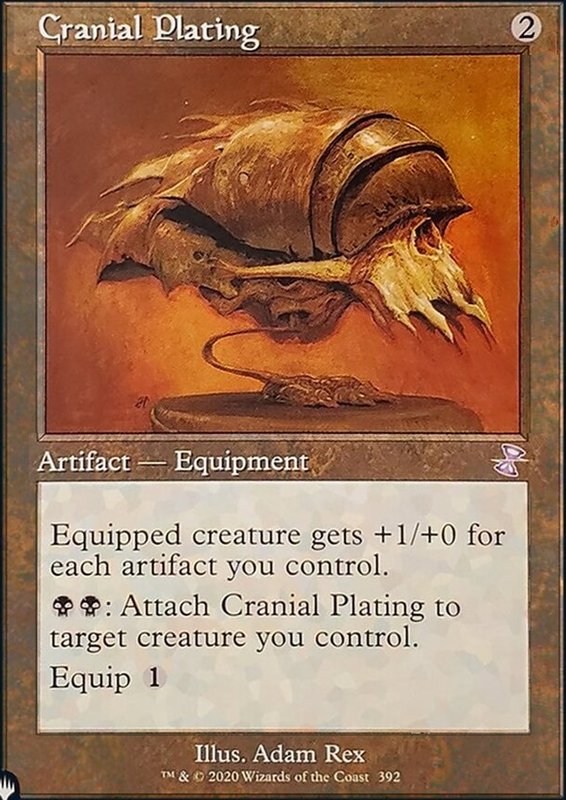 Cranial Plating
2
Artifact — Equipment
Equipped creature gets +1/+0 for
each artifact you control.
: Attach Cranial Plating to
target creature you control.
Equip 1
Illus. Adam Rex
™ & © 2020 Wizards of the Coast 392